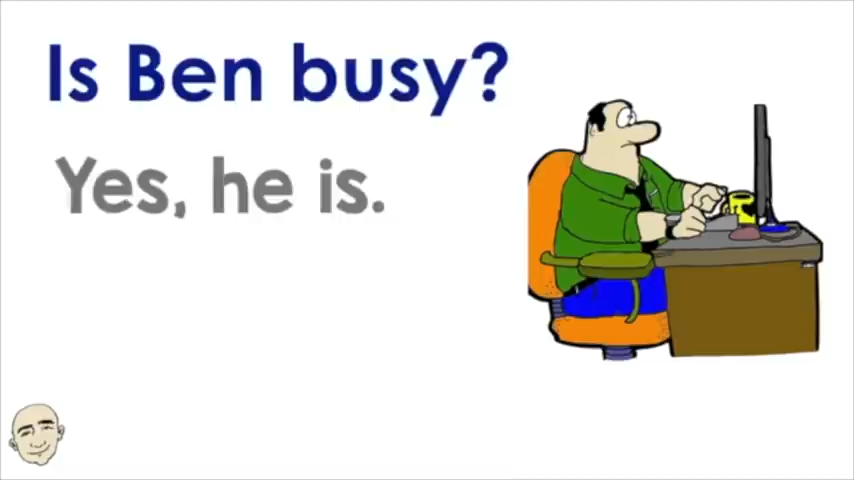 Is Ben busy?
Yes, he is.